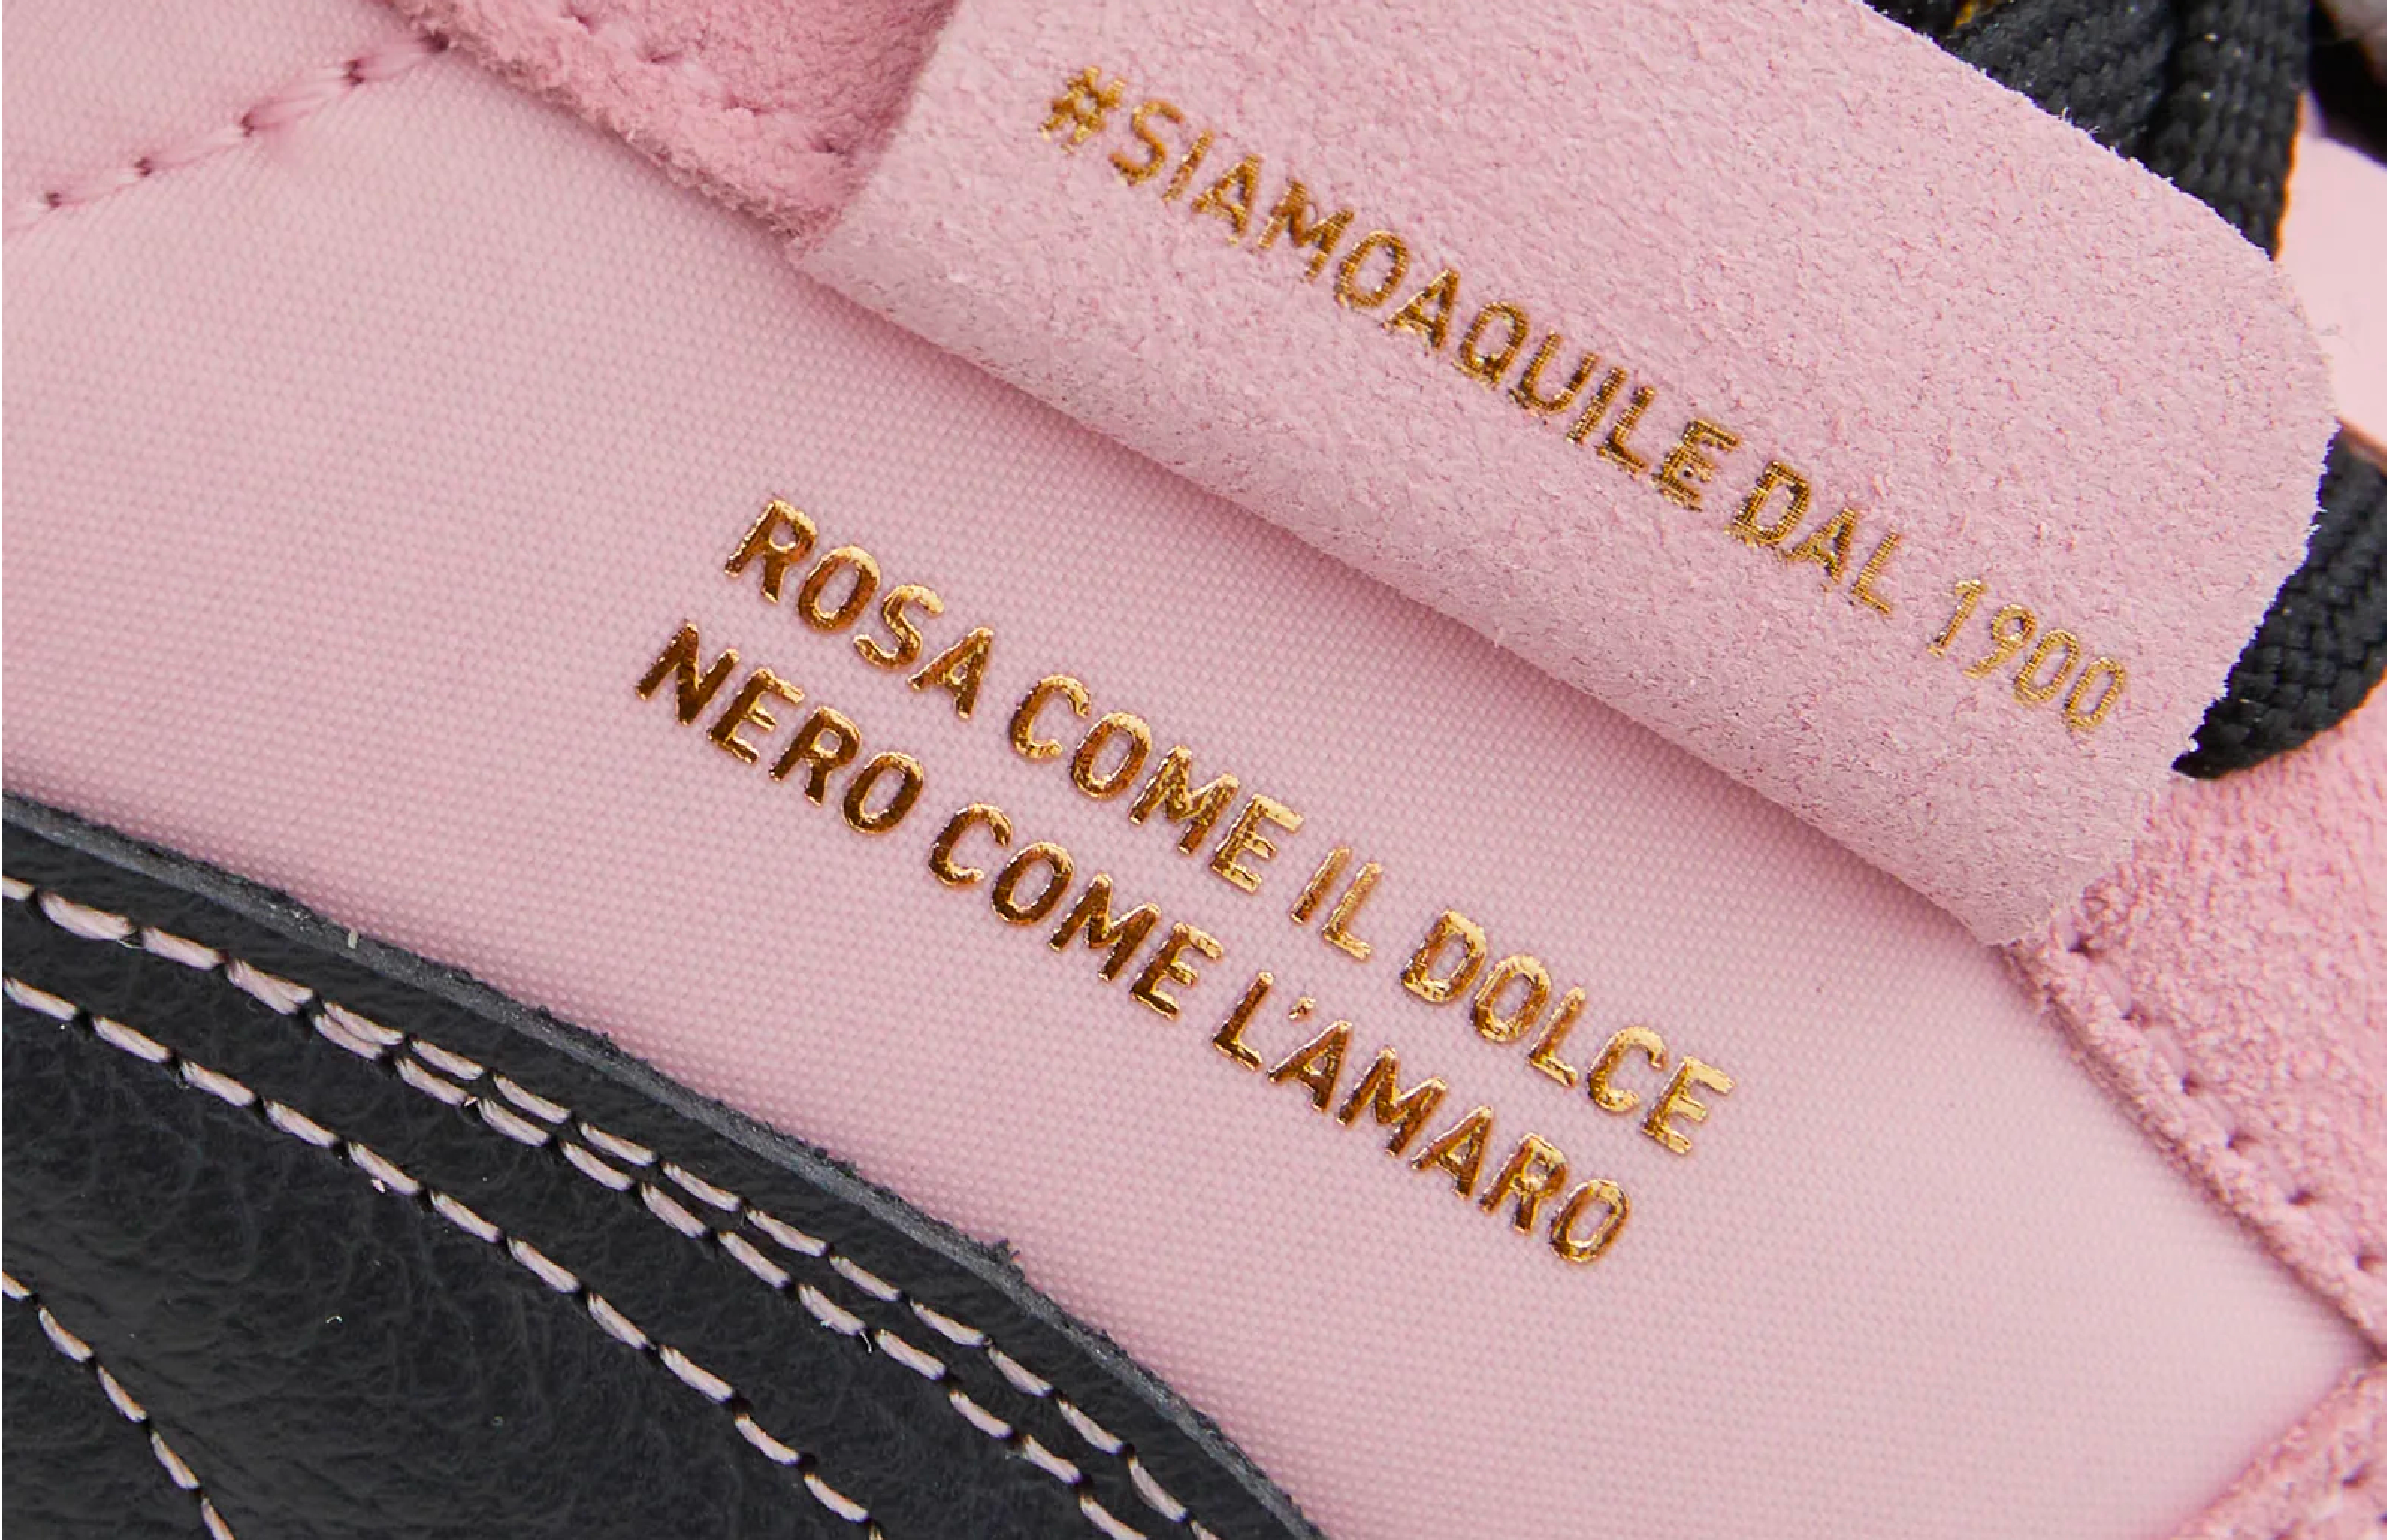 #SIAMOAQUILE DAL 1900
ROSA COME IL DOLCE
NERO COME L'AMARO